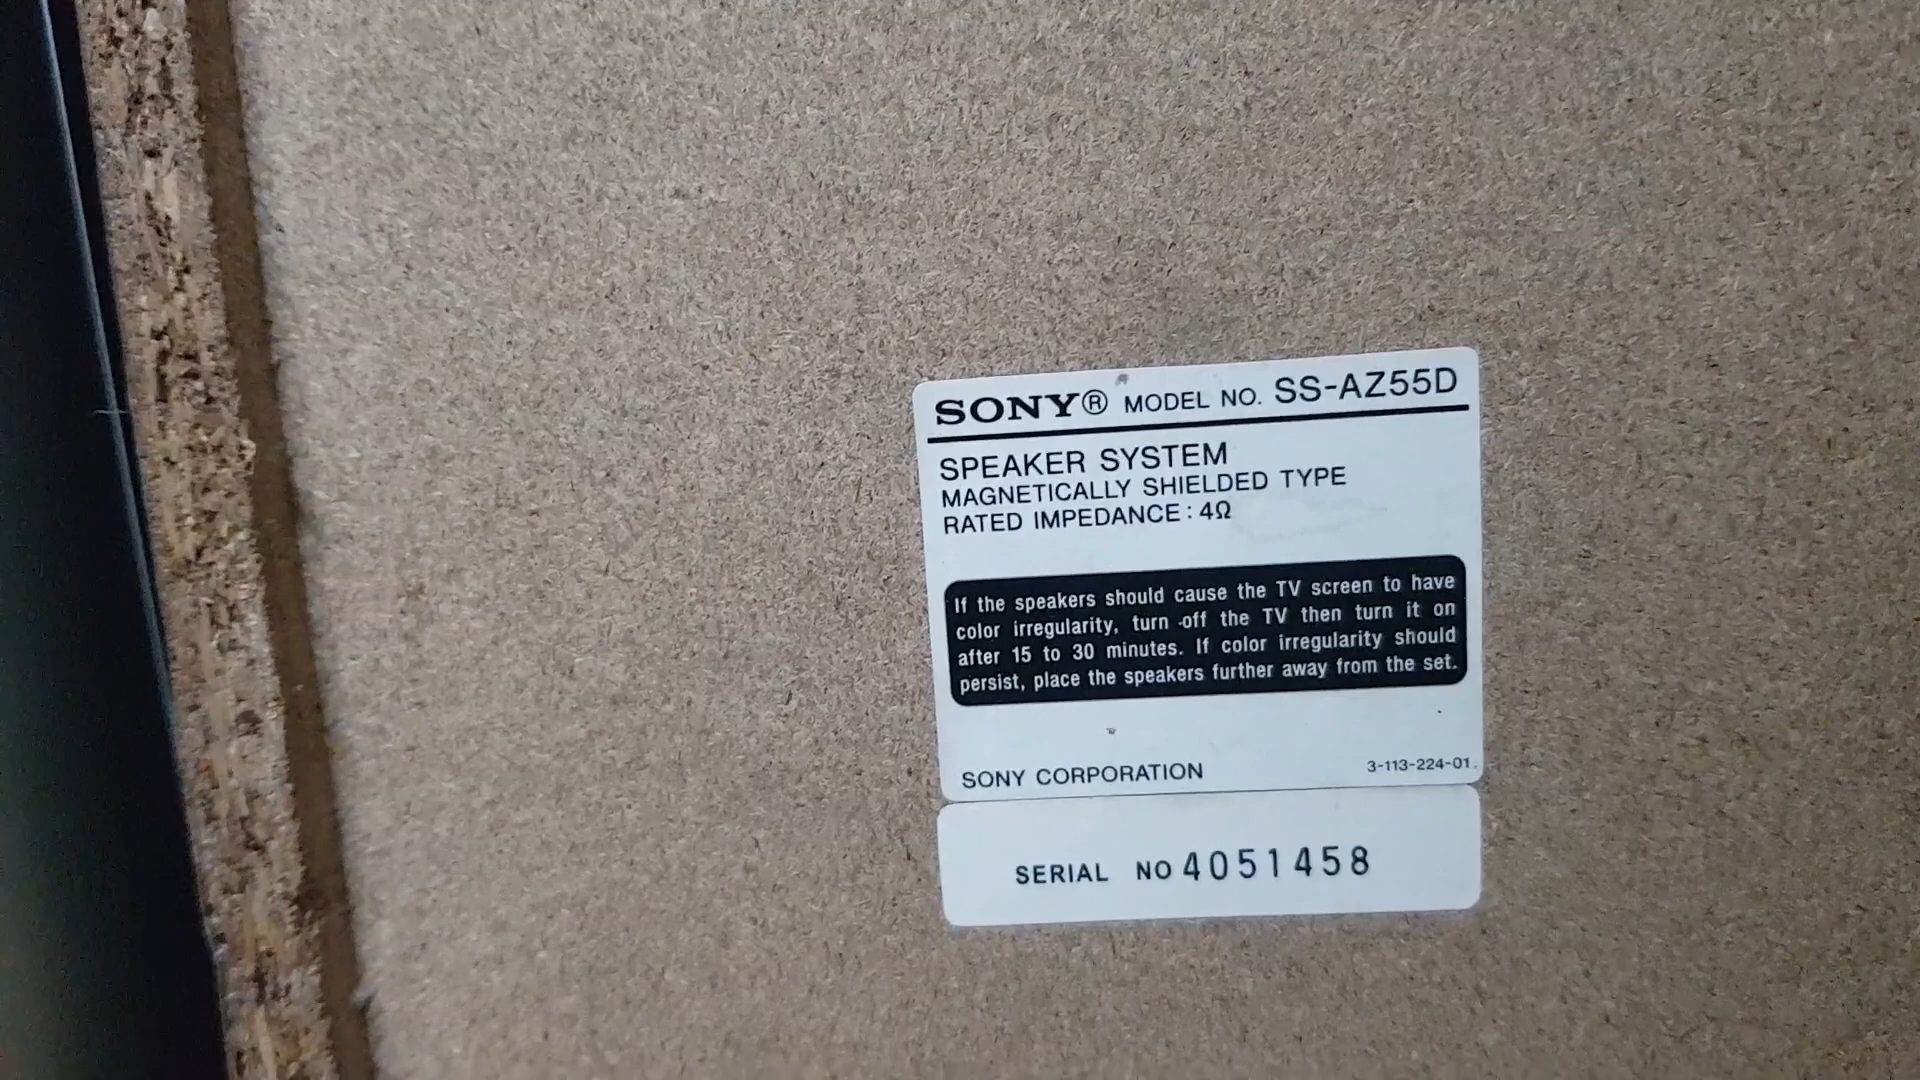 SONY® MODEL NO. SS-AZ55D
SPEAKER SYSTEM
MAGNETICALLY SHIELDED TYPE
RATED IMPEDANCE : 4Ω
If the speakers should cause the TV screen to have
color irregularity, turn off the TV then turn it on
after 15 to 30 minutes. If color irregularity should
persist, place the speakers further away from the set.
SONY CORPORATION 3-113-224-01
SERIAL NO 4051458